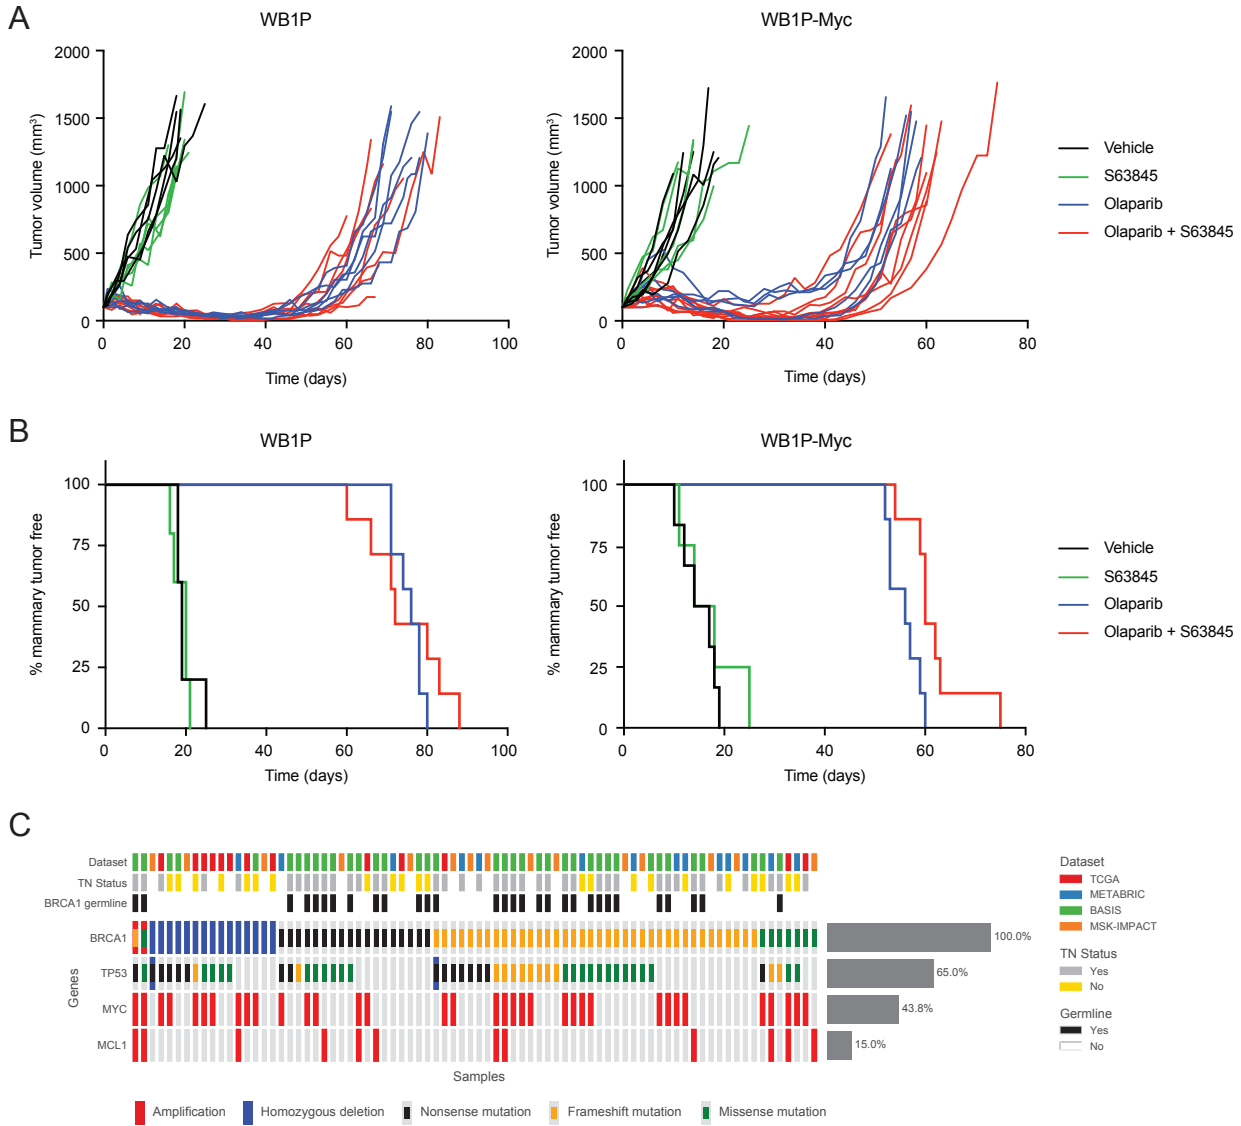 A
WB1P
WB1P-Myc
Tumor volume (mm³)
2000
1500
1000
500
0
0 20 40 60 80 100
Time (days)
Tumor volume (mm³)
2000
1500
1000
500
0
0 20 40 60 80
Time (days)
Vehicle
S63845
Olaparib
Olaparib + S63845
B
WB1P
WB1P-Myc
% mammary tumor free
100
75
50
25
0
0 20 40 60 80 100
Time (days)
% mammary tumor free
100
75
50
25
0
0 20 40 60 80
Time (days)
Vehicle
S63845
Olaparib
Olaparib + S63845
C
Dataset
TN Status
BRCA1 germline
Genes
BRCA1
100.0%
TP53
65.0%
MYC
43.8%
MCL1
15.0%
Samples
Dataset
TCGA
METABRIC
BASIS
MSK-IMPACT
TN Status
Yes
No
Germline
Yes
No
Amplification
Homozygous deletion
Nonsense mutation
Frameshift mutation
Missense mutation